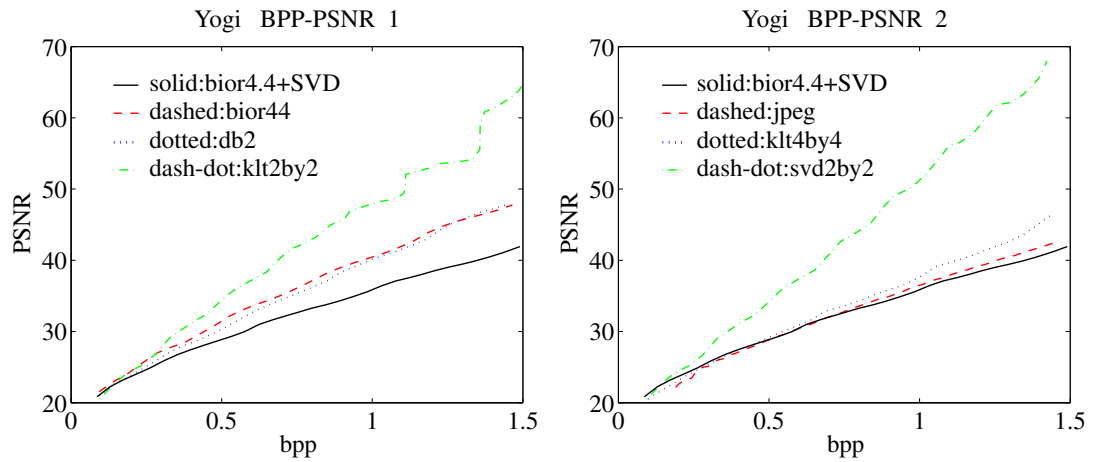 Yogi BPP-PSNR 1
70
60
50
40
30
20
PSNR
solid:bior4.4+SVD
dashed:bior44
dotted:db2
dash-dot:klt2by2
0
0.5
1
1.5
bpp
Yogi BPP-PSNR 2
70
60
50
40
30
20
PSNR
solid:bior4.4+SVD
dashed:jpeg
dotted:klt4by4
dash-dot:svd2by2
0
0.5
1
1.5
bpp